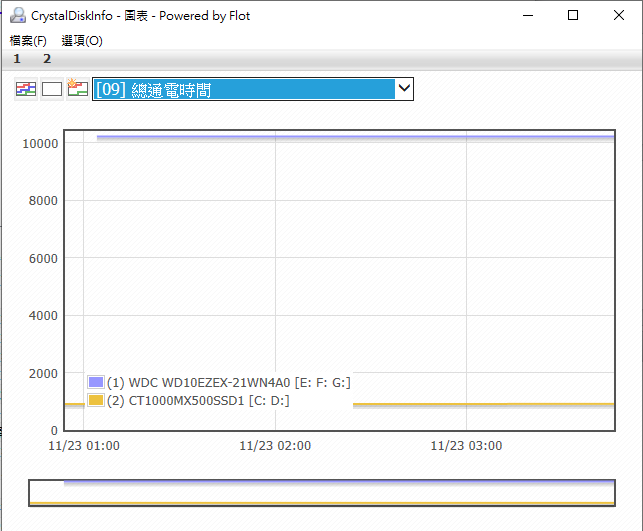 CrystalDiskInfo - 圖表 - Powered by Flot
檔案(F) 選項(O)
1 2
[09] 總通電時間
10000
8000
6000
4000
2000
0
(1) WDC WD10EZEX-21WN4A0 [E: F: G:]
(2) CT1000MX500SSD1 [C: D:]
11/23 01:00 11/23 02:00 11/23 03:00